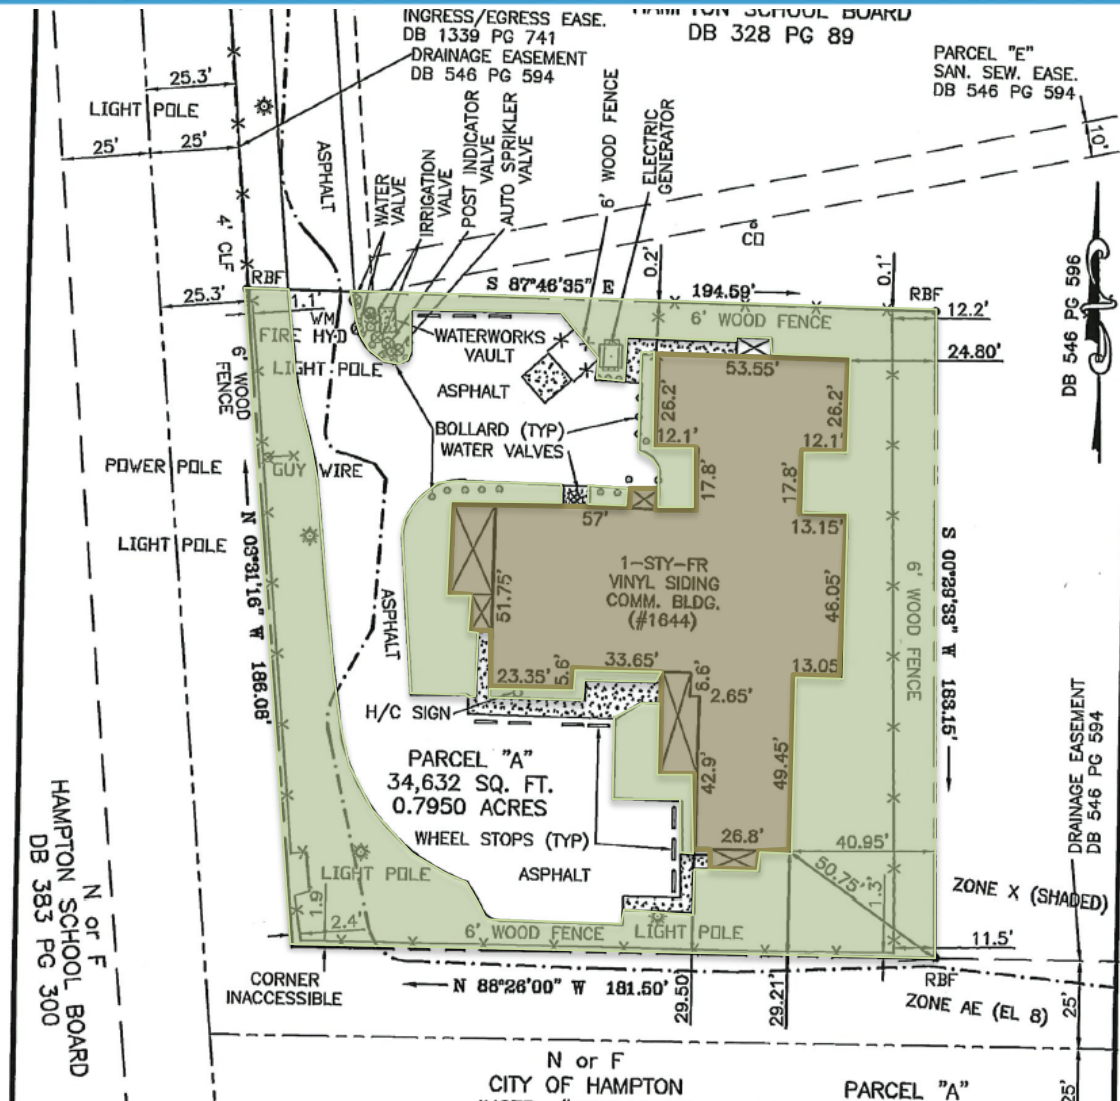 INGRESS/EGRESS EASE.
DB 1339 PG 741
DRAINAGE EASEMENT
DB 546 PG 594
HAMPTON SCHOOL BOARD
DB 328 PG 89
PARCEL "E"
SAN. SEW. EASE.
DB 546 PG 594
10'
25.3'
LIGHT POLE
25'
25'
ASPHALT
4' CLF
WATER
VALVE
IRRIGATION
VALVE
POST INDICATOR
VALVE
AUTO SPRIKLER
VALVE
6' WOOD FENCE
ELECTRIC
GENERATOR
CO
0.2'
0.1'
RBF
S 87°46'35" E
194.59'
RBF
25.3'
1.1'
12.2'
24.80'
DB 546 PG 596
WM
FIRE HYD
LIGHT POLE
6' WOOD
FENCE
WATERWORKS
VAULT
6' WOOD FENCE
ASPHALT
53.55'
26.2'
26.2'
BOLLARD (TYP)
WATER VALVES
12.1'
12.1'
17.8'
17.8'
POWER POLE
GUY WIRE
57'
13.15'
LIGHT POLE
N 03°31'16" W 186.08'
ASPHALT
51.75'
1-STY-FR
VINYL SIDING
COMM. BLDG.
(#1644)
46.05'
6' WOOD FENCE
S 00°29'33" W 183.15'
23.35'
5.6'
33.65'
6.6'
2.65'
13.05
H/C SIGN
PARCEL "A"
34,632 SQ. FT.
0.7950 ACRES
42.9'
49.45'
WHEEL STOPS (TYP)
26.8'
40.95'
DRAINAGE EASEMENT
DB 546 PG 594
LIGHT POLE
ASPHALT
50.75'
1.3'
ZONE X (SHADED)
1.9
2.4'
6' WOOD FENCE
LIGHT POLE
11.5'
N or F
HAMPTON SCHOOL BOARD
DB 383 PG 300
CORNER
INACCESSIBLE
N 88°26'00" W 181.50'
29.50'
29.21'
RBF
ZONE AE (EL 8)
25'
N or F
CITY OF HAMPTON
PARCEL "A"
25'